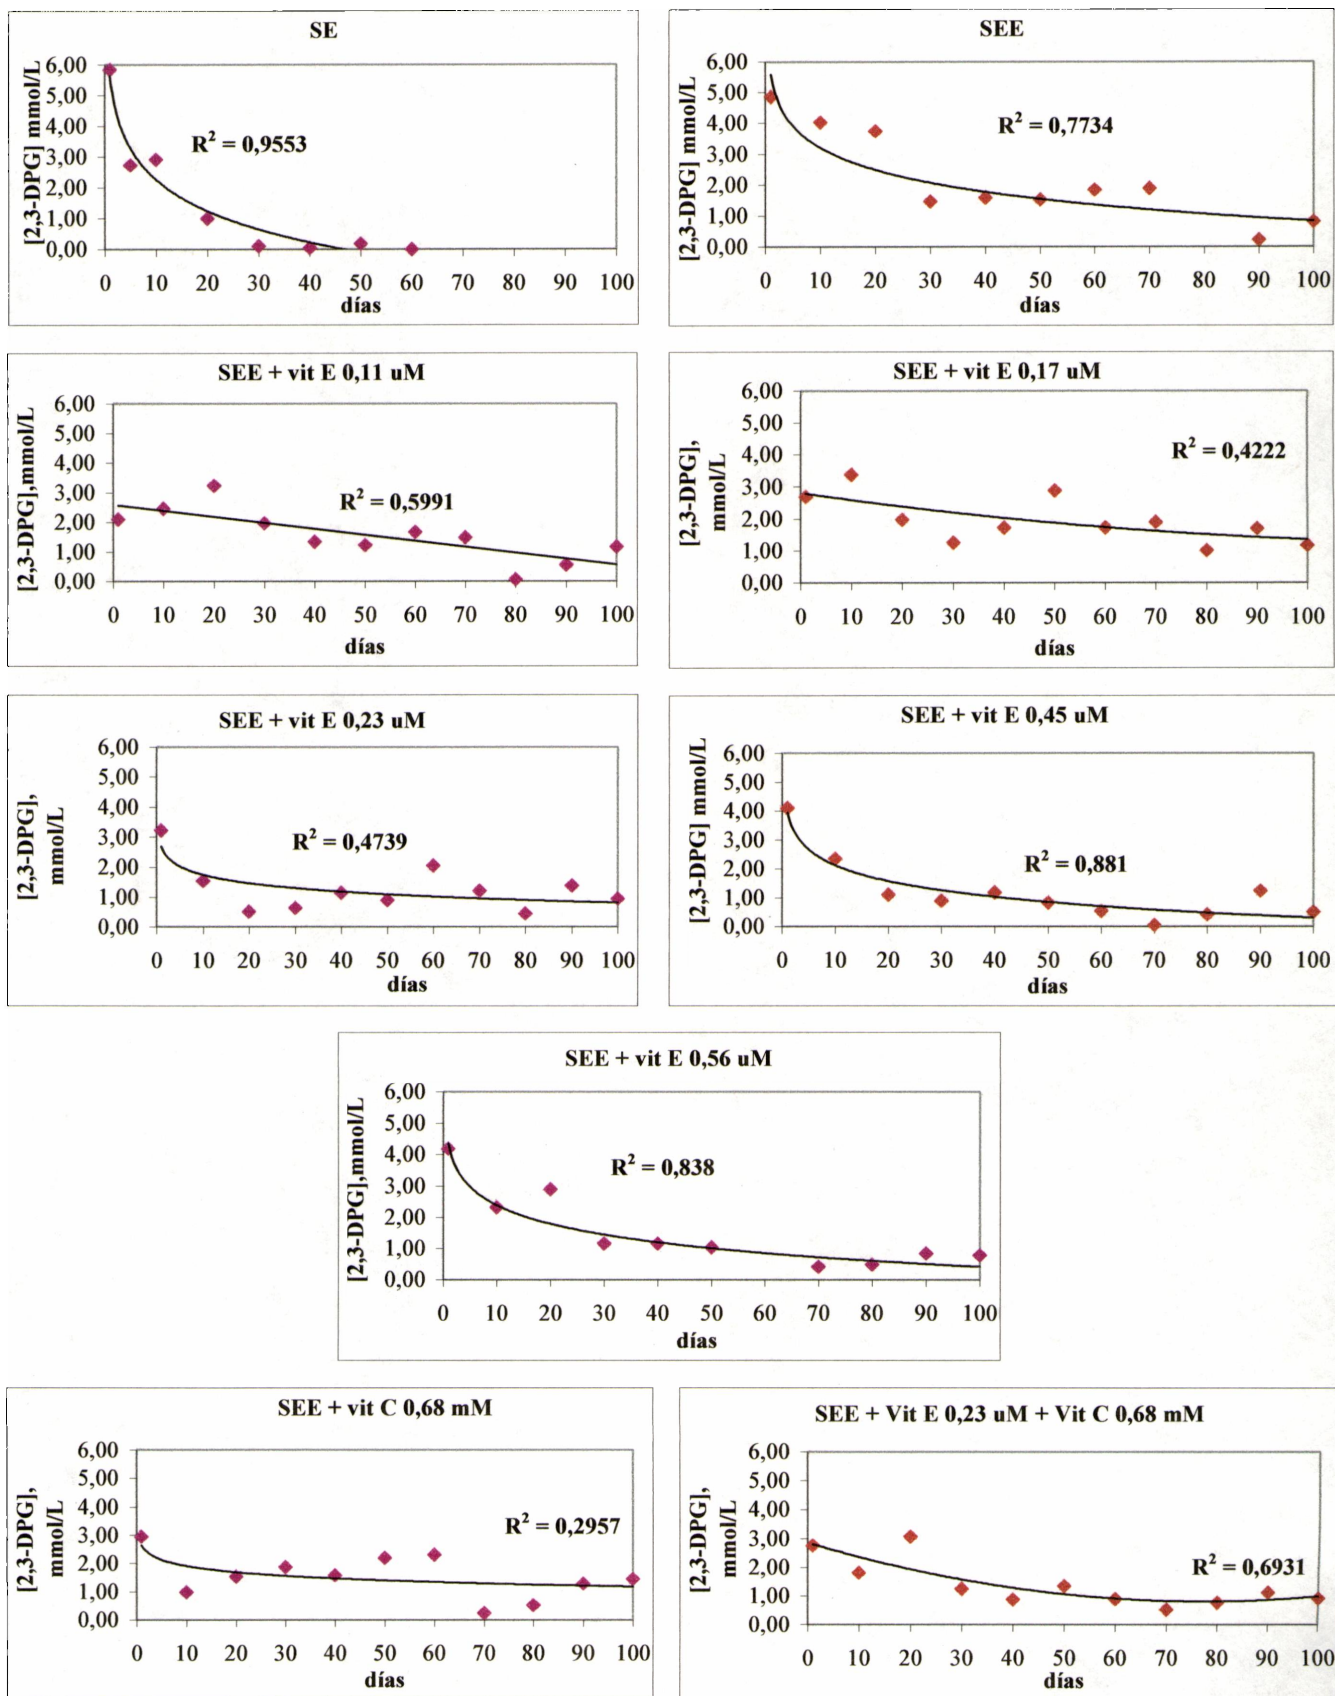 SE
[2,3-DPG] mmol/L
6,00
5,00
4,00
3,00
2,00
1,00
0,00
R² = 0,9553
0 10 20 30 40 50 60 70 80 90 100
días
SEE
[2,3-DPG] mmol/L
6,00
5,00
4,00
3,00
2,00
1,00
0,00
R² = 0,7734
0 10 20 30 40 50 60 70 80 90 100
días
SEE + vit E 0,11 uM
[2,3-DPG],mmol/L
6,00
5,00
4,00
3,00
2,00
1,00
0,00
R² = 0,5991
0 10 20 30 40 50 60 70 80 90 100
días
SEE + vit E 0,17 uM
[2,3-DPG],
mmol/L
6,00
5,00
4,00
3,00
2,00
1,00
0,00
R² = 0,4222
0 10 20 30 40 50 60 70 80 90 100
días
SEE + vit E 0,23 uM
[2,3-DPG],
mmol/L
6,00
5,00
4,00
3,00
2,00
1,00
0,00
R² = 0,4739
0 10 20 30 40 50 60 70 80 90 100
días
SEE + vit E 0,45 uM
[2,3-DPG] mmol/L
6,00
5,00
4,00
3,00
2,00
1,00
0,00
R² = 0,881
0 10 20 30 40 50 60 70 80 90 100
días
SEE + vit E 0,56 uM
[2,3-DPG],mmol/L
6,00
5,00
4,00
3,00
2,00
1,00
0,00
R² = 0,838
0 10 20 30 40 50 60 70 80 90 100
días
SEE + vit C 0,68 mM
[2,3-DPG],
mmol/L
6,00
5,00
4,00
3,00
2,00
1,00
0,00
R² = 0,2957
0 10 20 30 40 50 60 70 80 90 100
días
SEE + Vit E 0,23 uM + Vit C 0,68 mM
[2,3-DPG],
mmol/L
6,00
5,00
4,00
3,00
2,00
1,00
0,00
R² = 0,6931
0 10 20 30 40 50 60 70 80 90 100
días